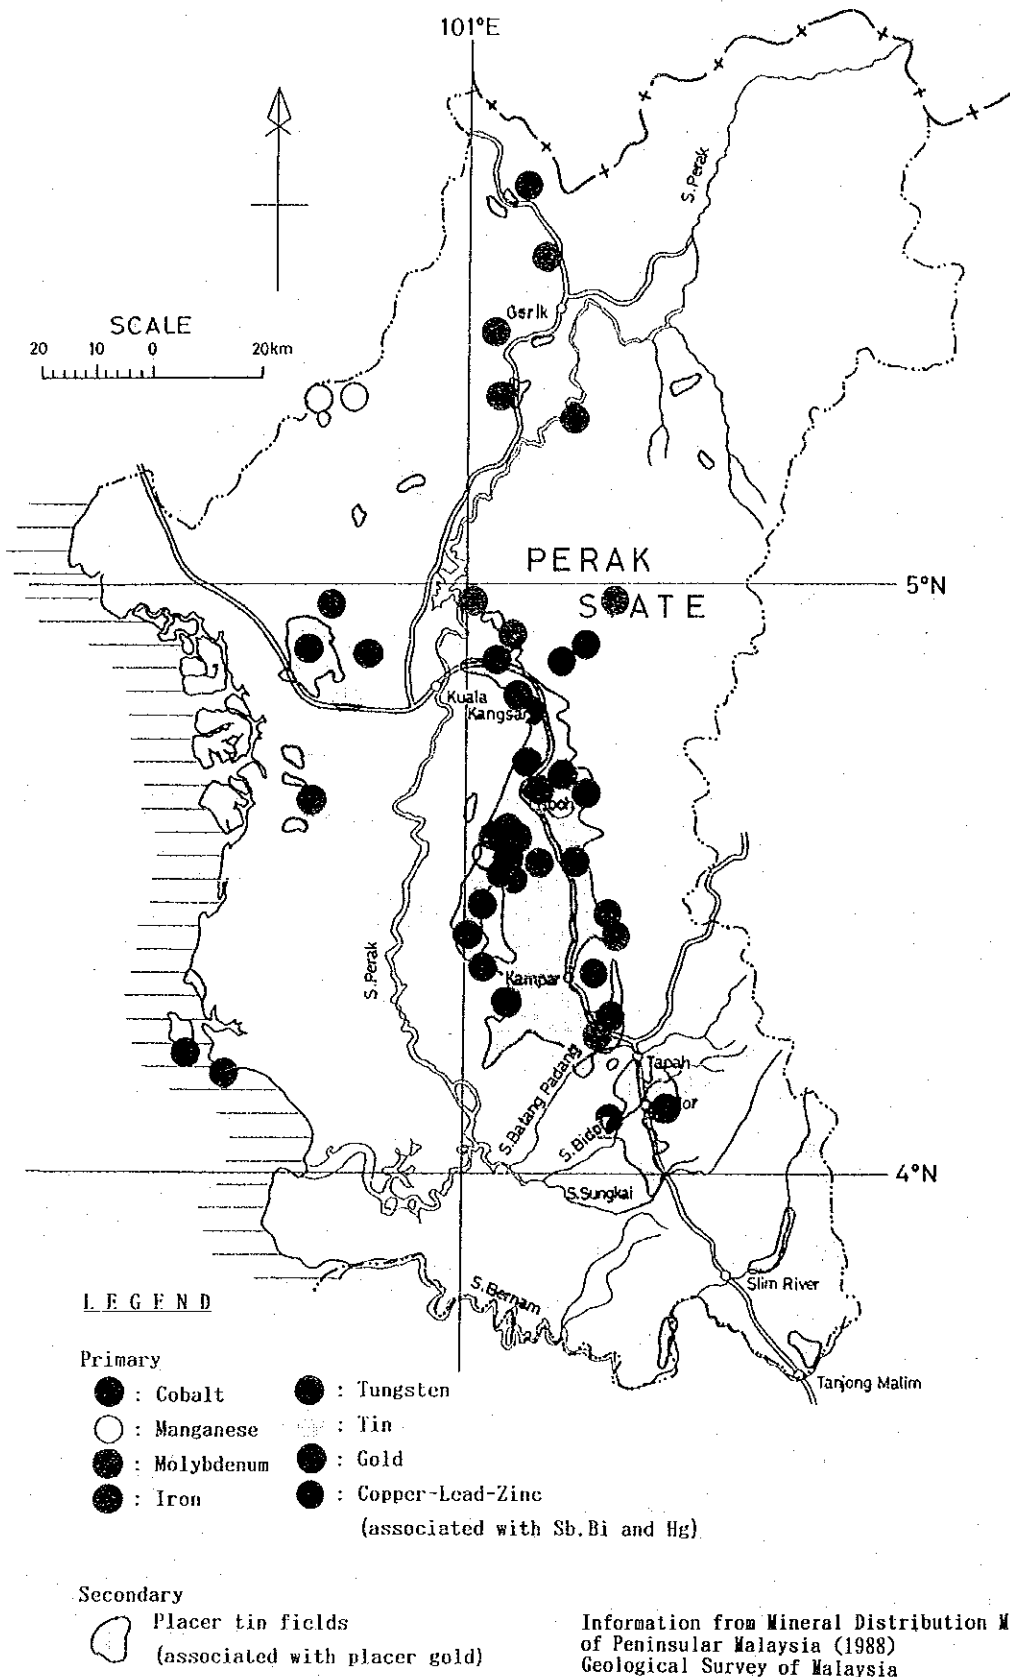 101°E
S.Perak
Gerik
SCALE
20 10 0 20km
PERAK
STATE
5°N
Kuala
Kangsar
Ipoh
S.Perak
Kampar
S.Batang Padang
Tapah
S.Bidor
4°N
S.Sungkai
Slim River
S.Bernam
Tanjong Malim
LEGEND
Primary
: Cobalt
: Tungsten
: Manganese
: Tin
: Molybdenum
: Gold
: Iron
: Copper-Lead-Zinc
(associated with Sb.Bi and Hg)
Secondary
Placer tin fields
(associated with placer gold)
Information from Mineral Distribution M
of Peninsular Malaysia (1988)
Geological Survey of Malaysia